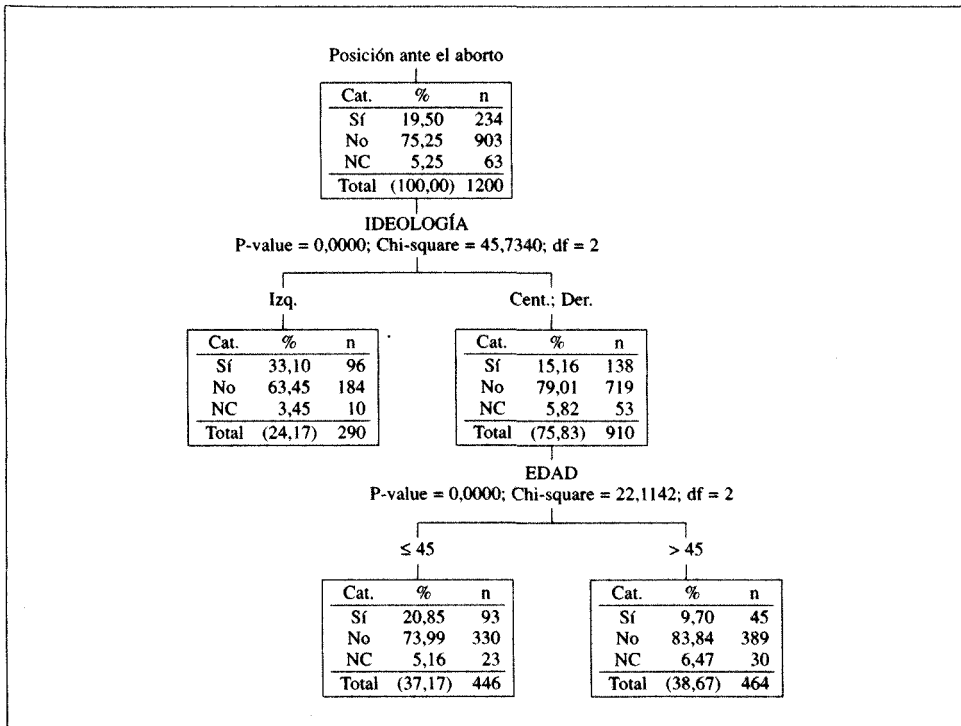 Posición ante el aborto
Cat. % n
Sí 19,50 234
No 75,25 903
NC 5,25 63
Total (100,00) 1200
IDEOLOGÍA
P-value = 0,0000; Chi-square = 45,7340; df = 2
Izq.
Cat. % n
Sí 33,10 96
No 63,45 184
NC 3,45 10
Total (24,17) 290
Cent.; Der.
Cat. % n
Sí 15,16 138
No 79,01 719
NC 5,82 53
Total (75,83) 910
EDAD
P-value = 0,0000; Chi-square = 22,1142; df = 2
≤ 45
Cat. % n
Sí 20,85 93
No 73,99 330
NC 5,16 23
Total (37,17) 446
> 45
Cat. % n
Sí 9,70 45
No 83,84 389
NC 6,47 30
Total (38,67) 464